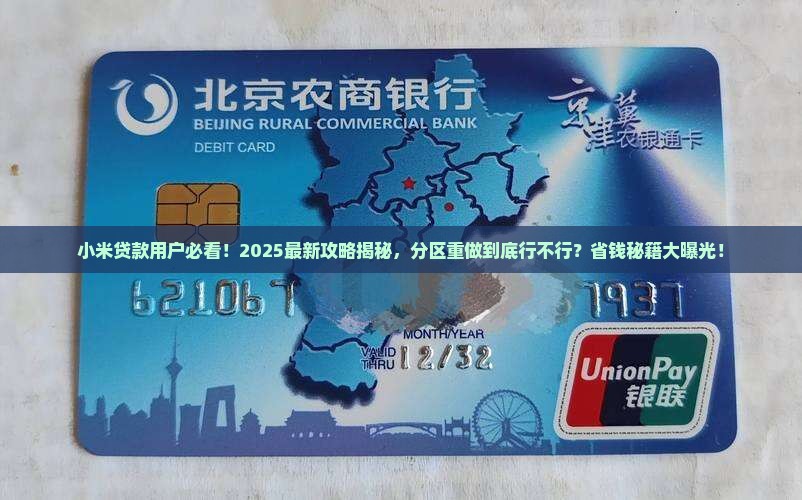 北京农商银行
BEIJING RURAL COMMERCIAL BANK
DEBIT CARD
京津冀
农银通卡
小米贷款用户必看！2025最新攻略揭秘，分区重做到底行不行？省钱秘籍大曝光！
621067 7937
MONTH/YEAR
VALID THRU 12/32
UnionPay
银联